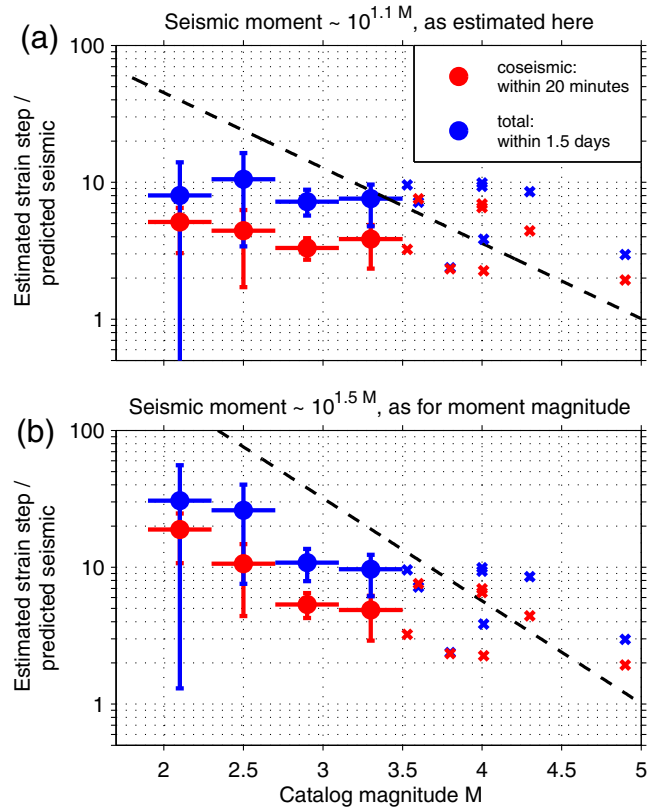 (a)
Seismic moment ~ 10^1.1 M, as estimated here
100
10
1
Estimated strain step /
predicted seismic
coseismic:
within 20 minutes
total:
within 1.5 days
(b)
Seismic moment ~ 10^1.5 M, as for moment magnitude
100
10
1
Estimated strain step /
predicted seismic
2 2.5 3 3.5 4 4.5 5
Catalog magnitude M